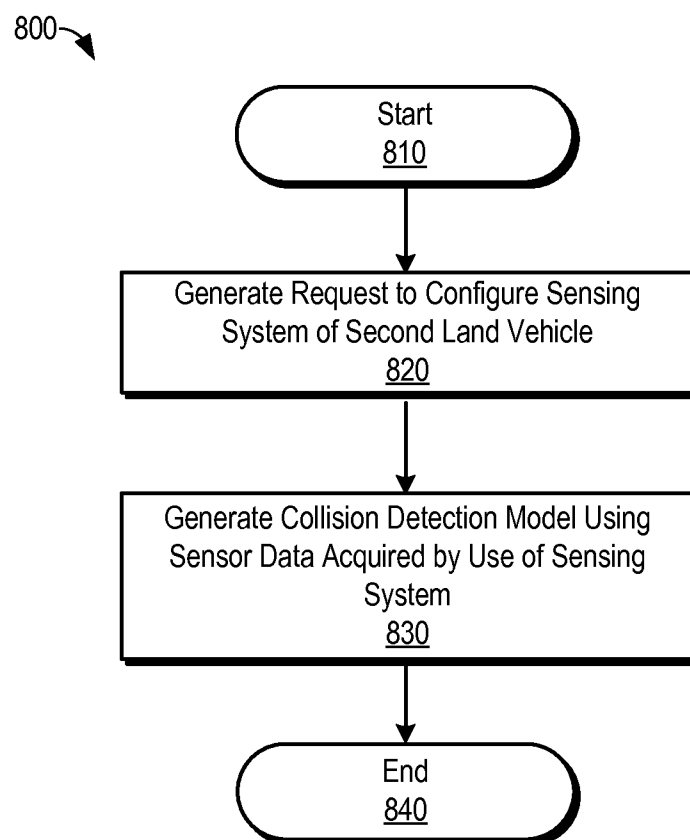 800
Start
810
Generate Request to Configure Sensing
System of Second Land Vehicle
820
Generate Collision Detection Model Using
Sensor Data Acquired by Use of Sensing
System
830
End
840